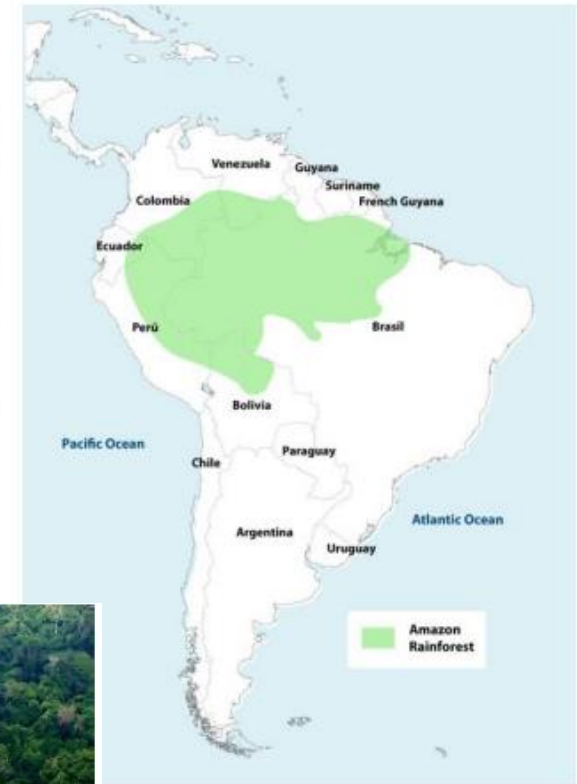 Venezuela
Guyana
Suriname
French Guyana
Colombia
Ecuador
Perú
Brasil
Bolivia
Pacific Ocean
Paraguay
Chile
Atlantic Ocean
Argentina
Uruguay
Amazon
Rainforest